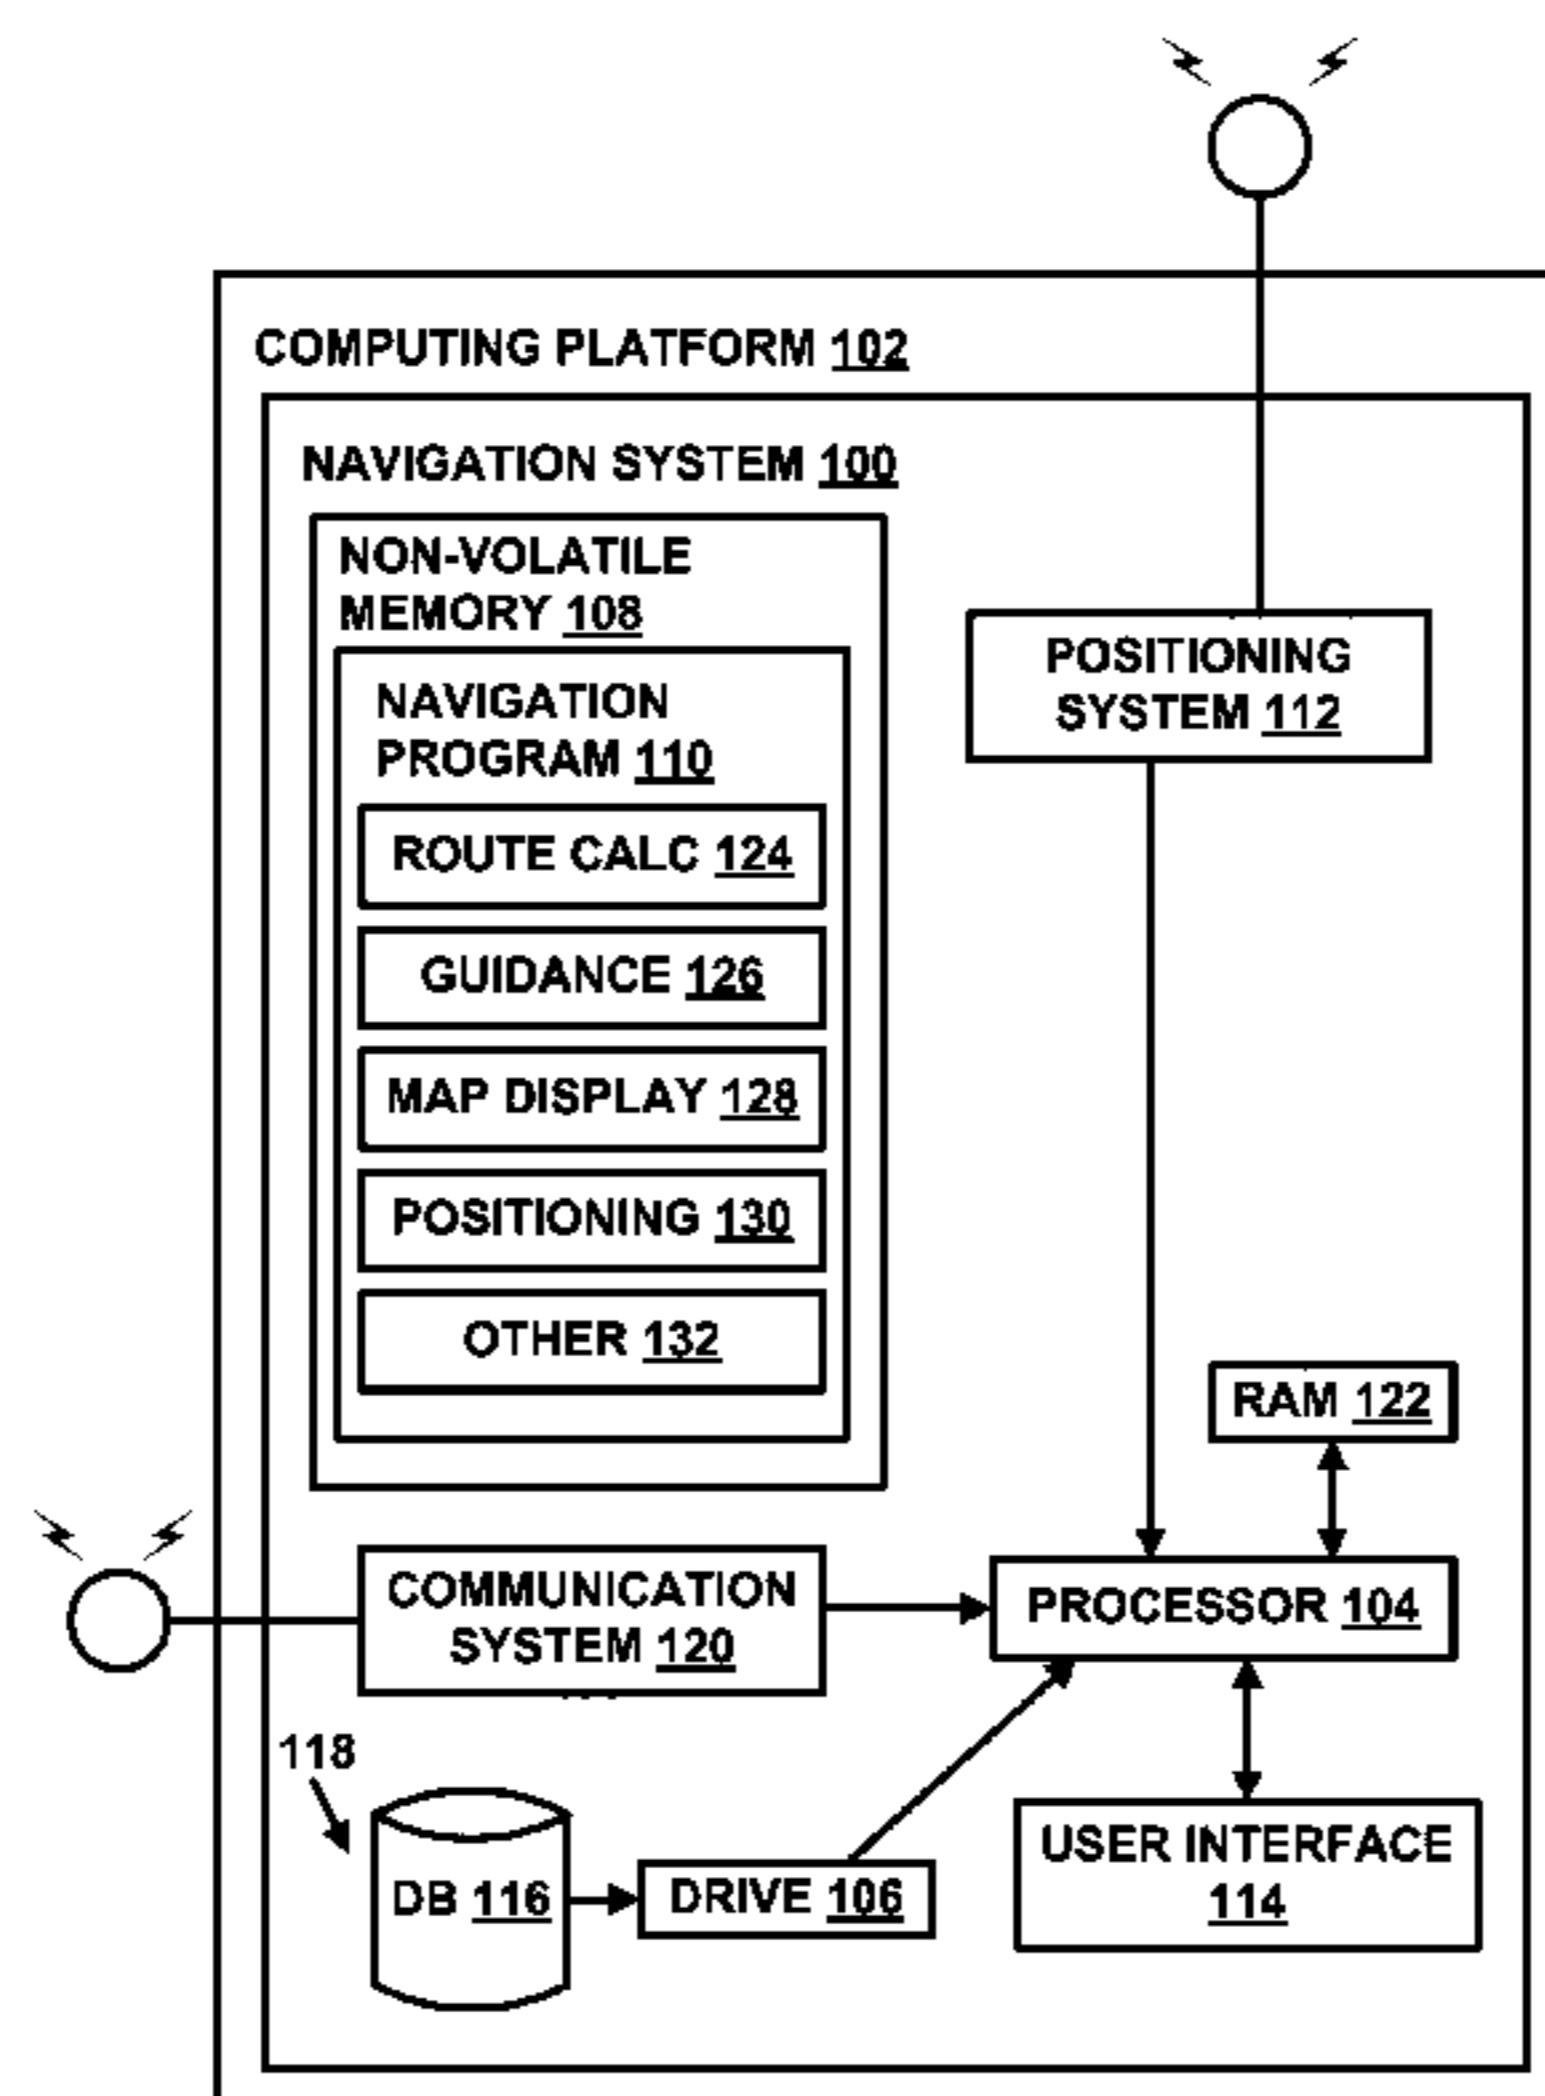 COMPUTING PLATFORM 102
NAVIGATION SYSTEM 100
NON-VOLATILE
MEMORY 108
NAVIGATION
PROGRAM 110
ROUTE CALC 124
GUIDANCE 126
MAP DISPLAY 128
POSITIONING 130
OTHER 132
POSITIONING
SYSTEM 112
RAM 122
COMMUNICATION
SYSTEM 120
PROCESSOR 104
118
DB 116
DRIVE 106
USER INTERFACE
114